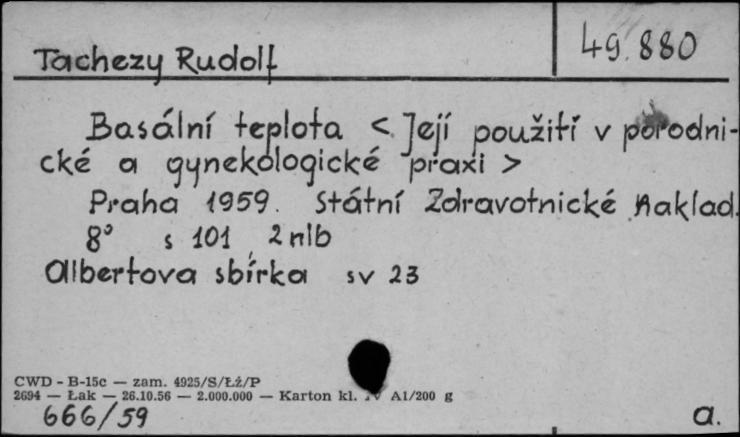 Tachezy Rudolf
49.880
Basální teplota < Její použití v porodni-
cké a gynekologické praxi >
Praha 1959. Státní Zdravotnické Naklad.
8° s 101 2 nlb
Albertova sbírka sv 23
CWD - B-15c — zam. 4925/S/Łź/P
2694 — Łak — 26.10.56 — 2.000.000 — Karton kl. IV A1/200 g
666/59
a.